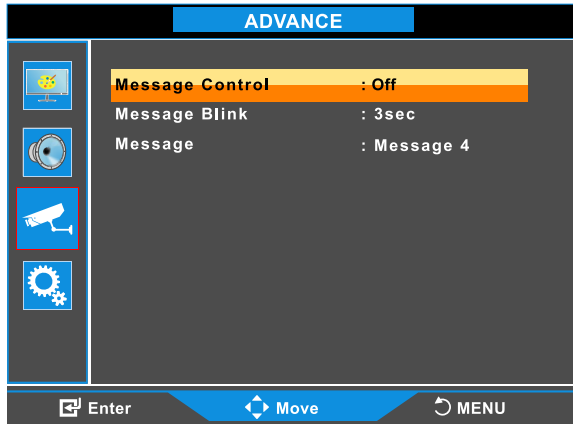 ADVANCE
Message Control : Off
Message Blink : 3sec
Message : Message 4
Enter Move MENU